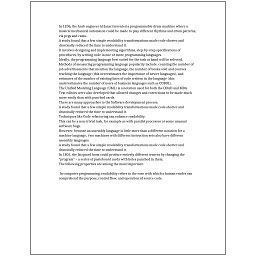 In 1206, the Arab engineer Al-Jazari invented a programmable drum machine where a
musical mechanical automaton could be made to play different rhythms and drum patterns,
via pegs and cams.
A study found that a few simple readability transformations made code shorter and
drastically reduced the time to understand it.
It involves designing and implementing algorithms, step-by-step specifications of
procedures, by writing code in one or more programming languages.
Ideally, the programming language best suited for the task at hand will be selected.
Methods of measuring programming language popularity include: counting the number of
job advertisements that mention the language, the number of books sold and courses
teaching the language (this overestimates the importance of newer languages), and
estimates of the number of existing lines of code written in the language (this
underestimates the number of users of business languages such as COBOL).
The Unified Modeling Language (UML) is a notation used for both the OOAD and MDA.
Text editors were also developed that allowed changes and corrections to be made much
more easily than with punched cards.
There are many approaches to the Software development process.
A study found that a few simple readability transformations made code shorter and
drastically reduced the time to understand it.
Techniques like Code refactoring can enhance readability.
This can be a non-trivial task, for example as with parallel processes or some unusual
software bugs.
However, because an assembly language is little more than a different notation for a
machine language, two machines with different instruction sets also have different
assembly languages.
A study found that a few simple readability transformations made code shorter and
drastically reduced the time to understand it.
In 1801, the Jacquard loom could produce entirely different weaves by changing the
"program" – a series of pasteboard cards with holes punched in them.
The following properties are among the most important:

In computer programming, readability refers to the ease with which a human reader can
comprehend the purpose, control flow, and operation of source code.